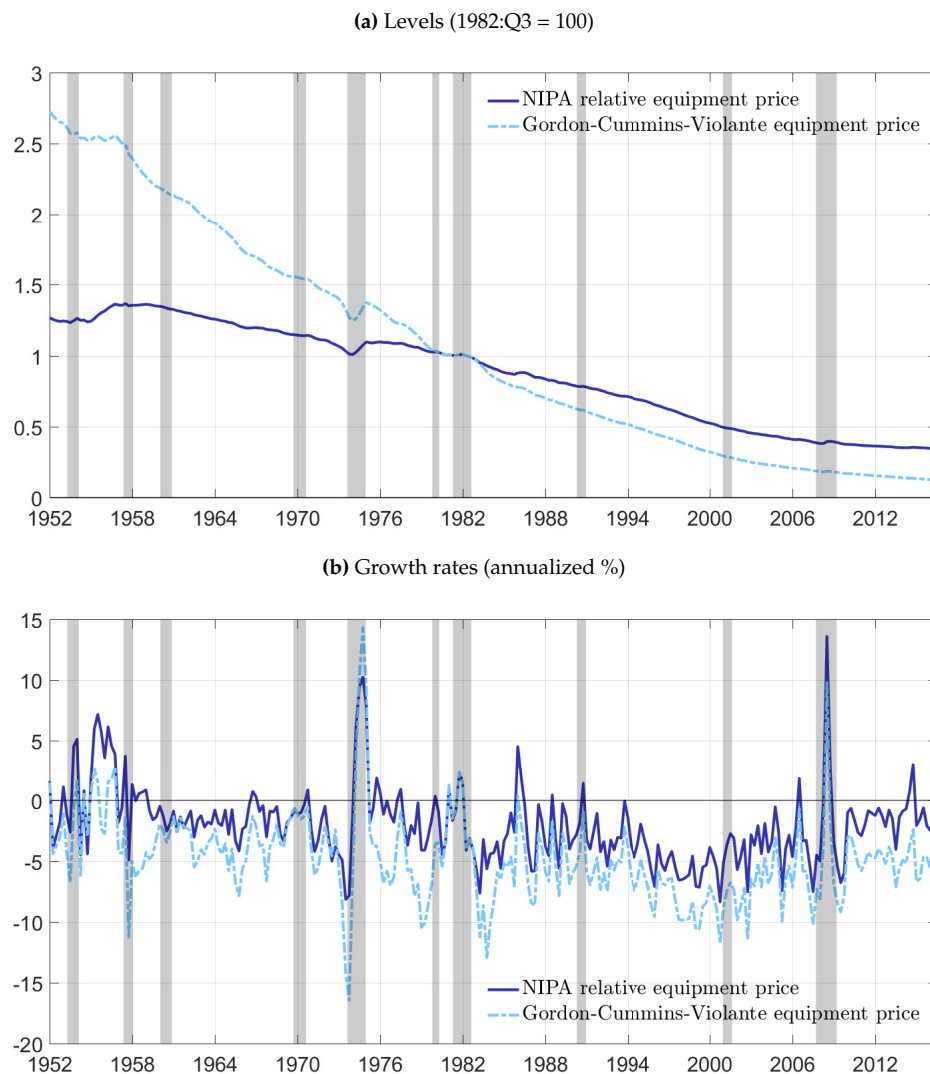 (a) Levels (1982:Q3 = 100)
3
NIPA relative equipment price
Gordon-Cummins-Violante equipment price
2.5
2
1.5
1
0.5
0
1952 1958 1964 1970 1976 1982 1988 1994 2000 2006 2012
(b) Growth rates (annualized %)
15
10
5
0
-5
-10
-15
NIPA relative equipment price
Gordon-Cummins-Violante equipment price
-20
1952 1958 1964 1970 1976 1982 1988 1994 2000 2006 2012